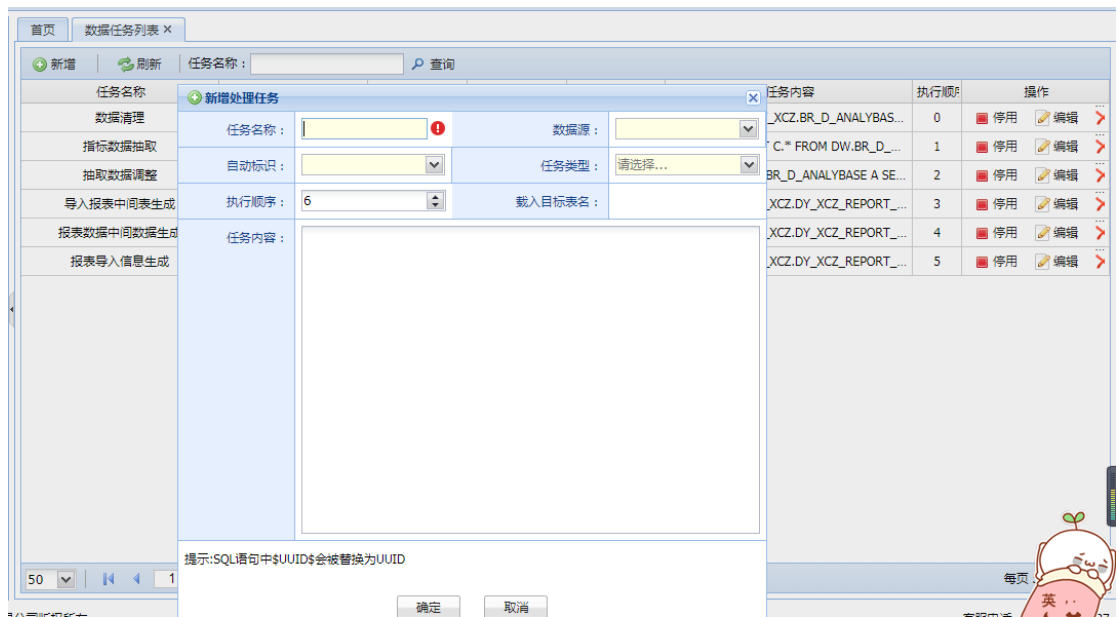 首页 数据任务列表 ×
新增 刷新 任务名称： 查询
任务名称 任务内容 执行顺序 操作
新增处理任务
数据清理 _XCZ.BR_D_ANALYBAS... 0 停用 编辑
任务名称： 数据源：
指标数据抽取 C.* FROM DW.BR_D_... 1 停用 编辑
自动标识： 任务类型： 请选择...
抽取数据调整 BR_D_ANALYBASE A SE... 2 停用 编辑
导入报表中间表生成 _XCZ.DY_XCZ_REPORT_... 3 停用 编辑
执行顺序： 6 载入目标表名：
报表数据中间数据生成 _XCZ.DY_XCZ_REPORT_... 4 停用 编辑
任务内容：
报表导入信息生成 _XCZ.DY_XCZ_REPORT_... 5 停用 编辑
提示:SQL语句中$UUID$会被替换为UUID
50 1 每页
确定 取消
英